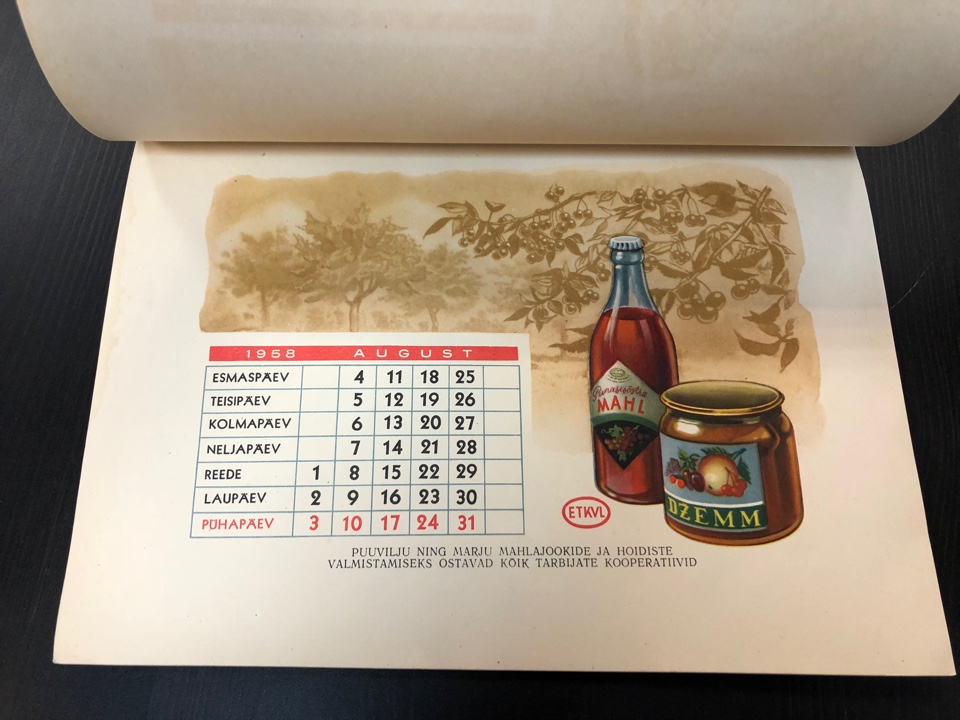 1958 AUGUST
ESMASPÄEV 4 11 18 25
TEISIPÄEV 5 12 19 26
KOLMAPÄEV 6 13 20 27
NELJAPÄEV 7 14 21 28
REEDE 1 8 15 22 29
LAUPÄEV 2 9 16 23 30
PÜHAPÄEV 3 10 17 24 31
Punasesõstra
MAHL
DŽEMM
ETKVL
PUUVILJU NING MARJU MAHLAJOOKIDE JA HOIDISTE
VALMISTAMISEKS OSTAVAD KÕIK TARBIJATE KOOPERATIIVID